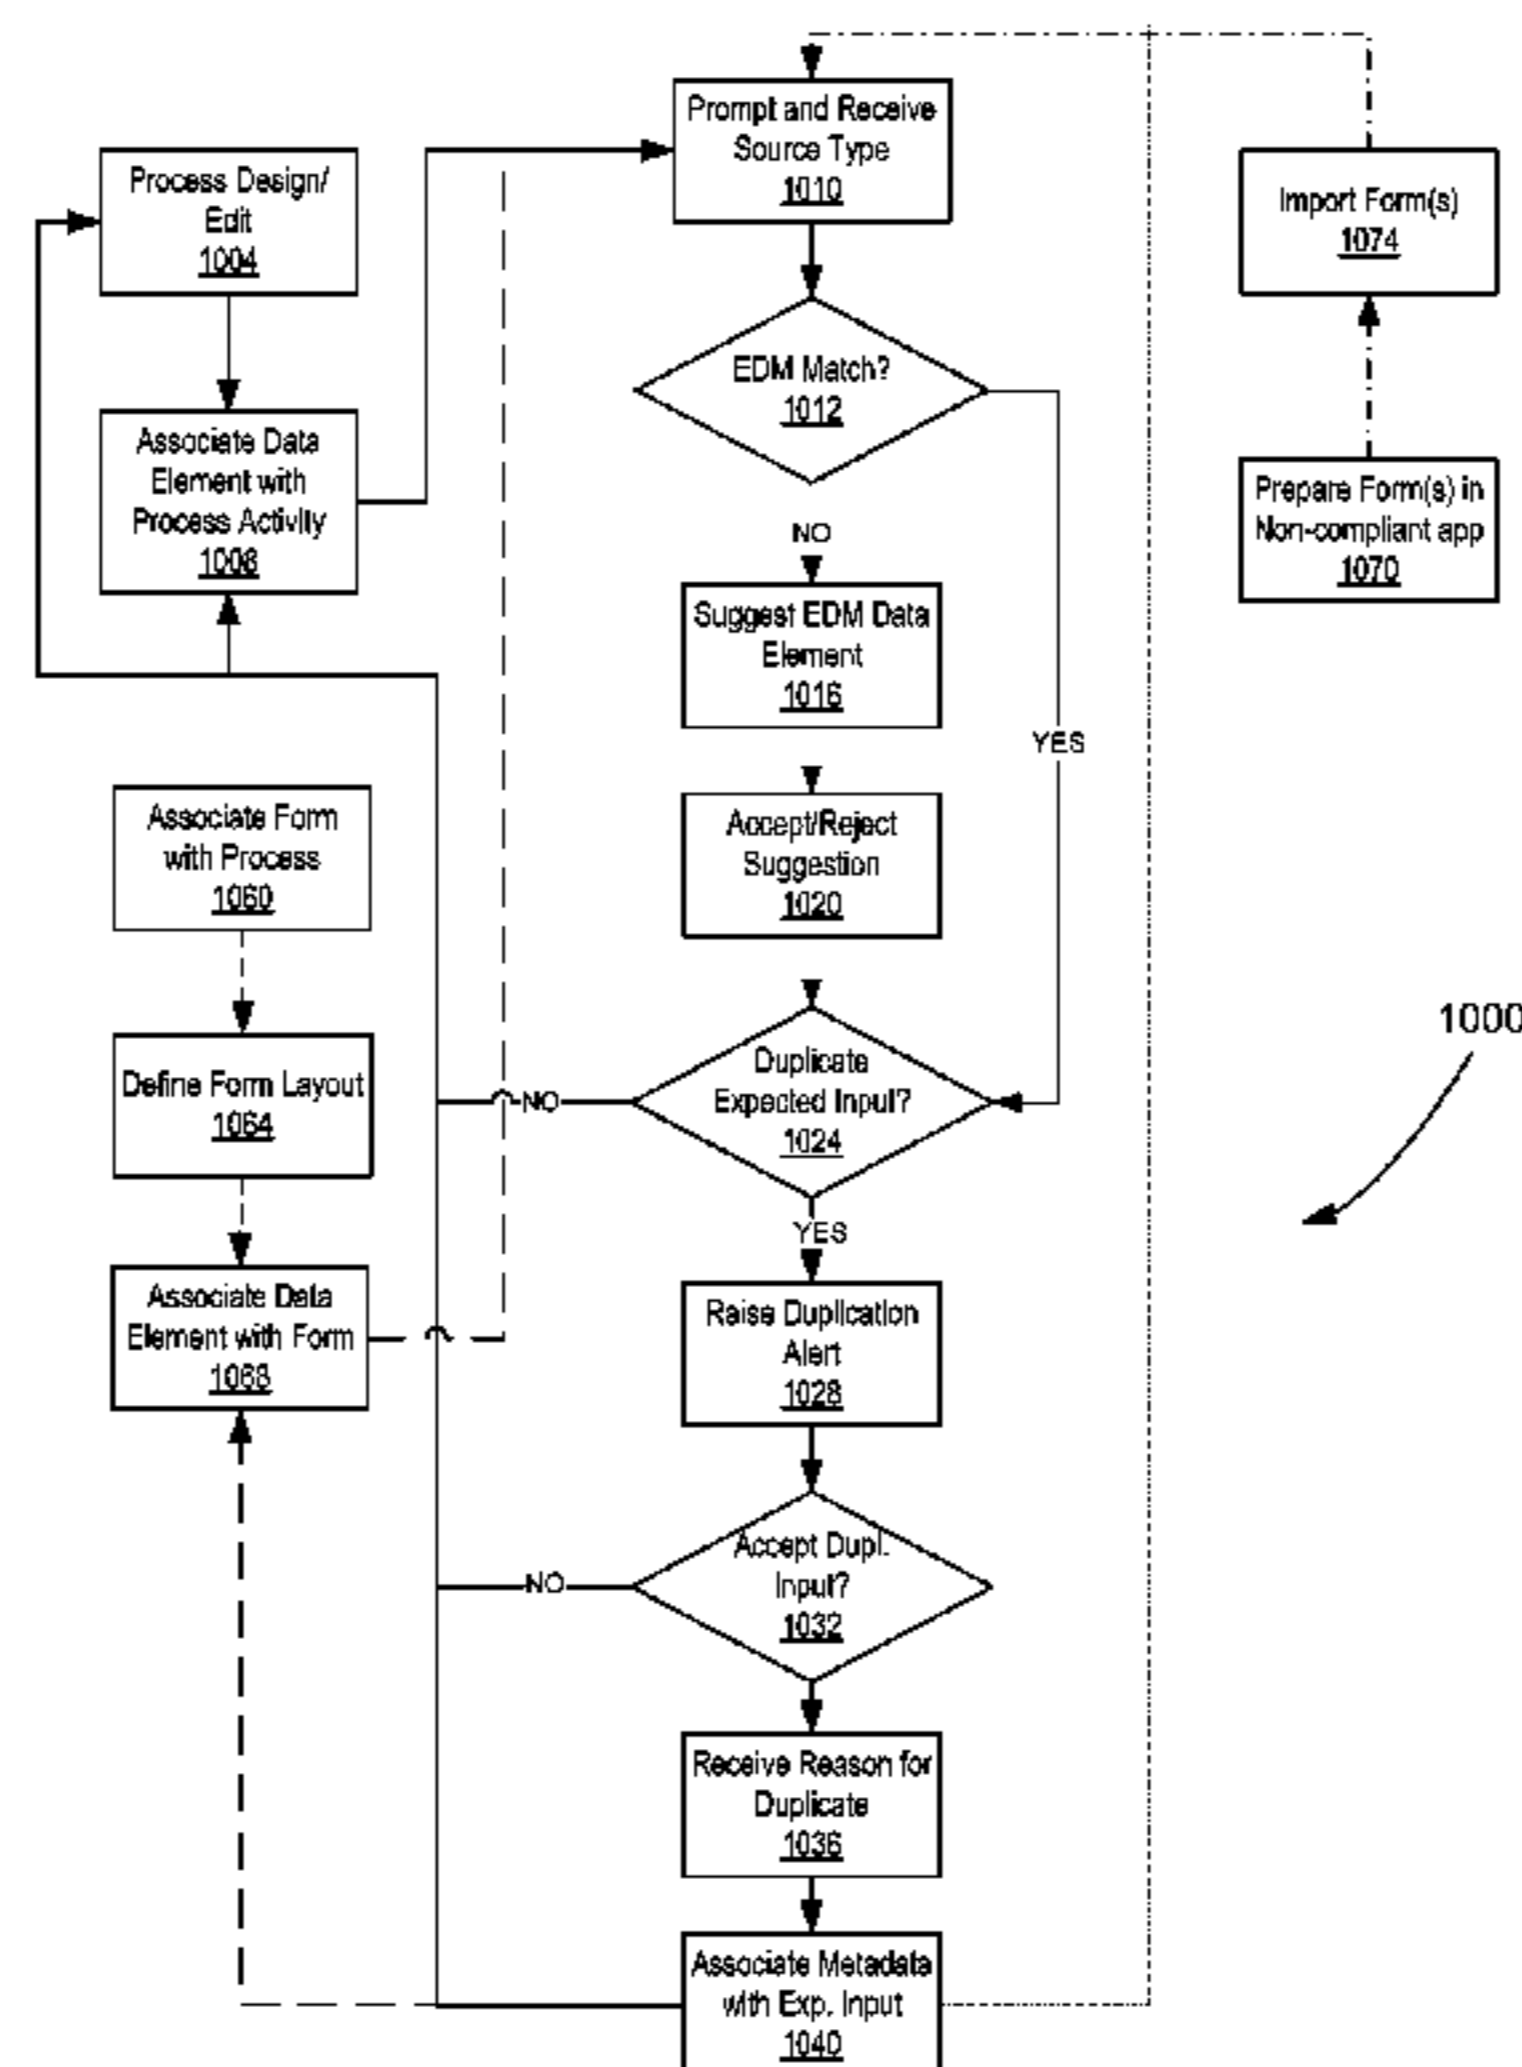 Prompt and Receive
Source Type
1010
Process Design/
Edit
1004
Import Form(s)
1074
EDM Match?
1012
Associate Data
Element with
Process Activity
1008
Prepare Form(s) in
Non-compliant app
1070
NO
Suggest EDM Data
Element
1016
YES
Associate Form
with Process
1060
Accept/Reject
Suggestion
1020
1000
Define Form Layout
1064
Duplicate
Expected Input?
1024
NO
YES
Associate Data
Element with Form
1068
Raise Duplication
Alert
1028
Accept Dupl.
Input?
1032
NO
Receive Reason for
Duplicate
1036
Associate Metadata
with Exp. Input
1040